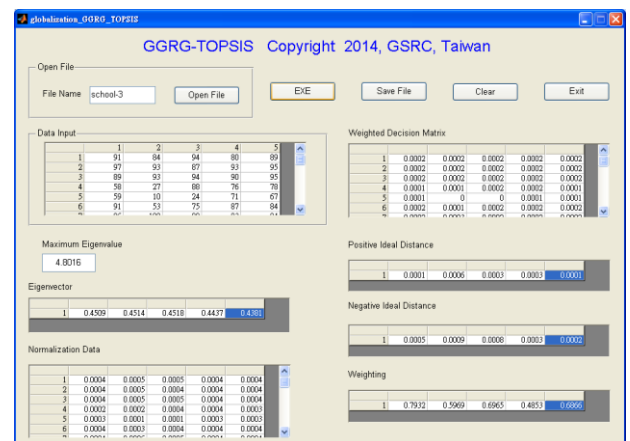 globalization_GGRG_TOPSIS
GGRG-TOPSIS Copyright 2014, GSRC, Taiwan
Open File
File Name school-3 Open File EXE Save File Clear Exit
Data Input
1 2 3 4 5
1 91 84 94 80 89
2 97 93 87 93 95
3 89 93 94 90 95
4 58 27 88 76 78
5 59 10 24 71 67
6 91 53 75 87 84
Weighted Decision Matrix
1 0.0002 0.0002 0.0002 0.0002 0.0002
2 0.0002 0.0002 0.0002 0.0002 0.0002
3 0.0002 0.0002 0.0002 0.0002 0.0002
4 0.0001 0.0001 0.0002 0.0002 0.0001
5 0.0001 0 0 0.0001 0.0001
6 0.0002 0.0001 0.0002 0.0002 0.0002
Maximum Eigenvalue
4.8016
Positive Ideal Distance
1 0.0001 0.0006 0.0003 0.0003 0.0001
Eigenvector
1 0.4509 0.4514 0.4518 0.4437 0.4381
Negative Ideal Distance
1 0.0005 0.0009 0.0008 0.0003 0.0002
Normalization Data
1 0.0004 0.0005 0.0005 0.0004 0.0004
2 0.0004 0.0005 0.0004 0.0004 0.0004
3 0.0004 0.0005 0.0005 0.0004 0.0004
4 0.0002 0.0002 0.0004 0.0004 0.0003
5 0.0003 0.0001 0.0001 0.0003 0.0003
6 0.0004 0.0003 0.0004 0.0004 0.0004
Weighting
1 0.7932 0.5969 0.6965 0.4853 0.6866